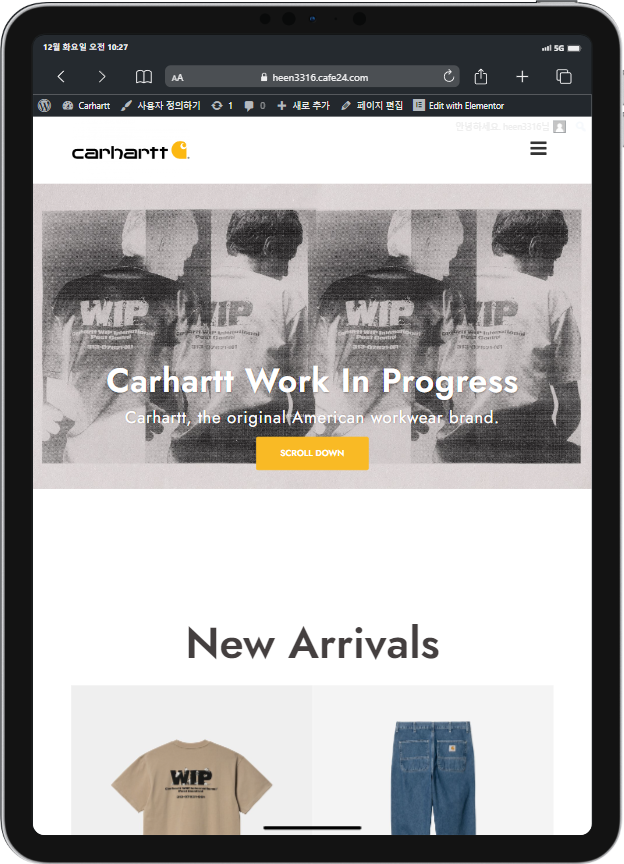 12월 화요일 오전 10:27
5G
AA
heen3316.cafe24.com
Carhartt 사용자 정의하기 1 0 새로 추가 페이지 편집 Edit with Elementor
안녕하세요, heen3316님
carhartt
WIP WIP WIP WIP
Carhartt Work In Progress
Carhartt, the original American workwear brand.
SCROLL DOWN
New Arrivals
WIP